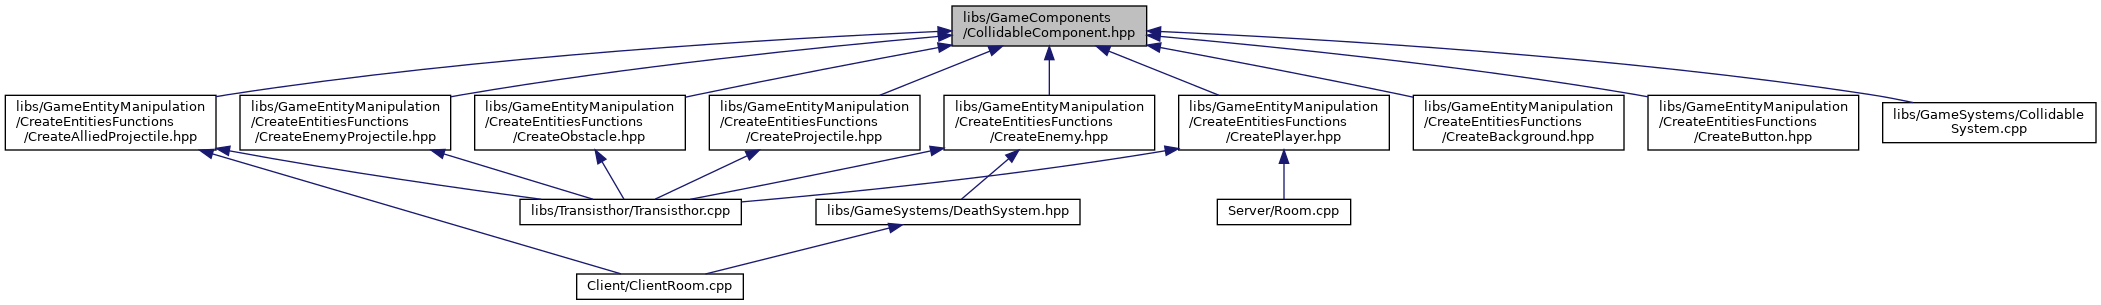 libs/GameComponents
/CollidableComponent.hpp
libs/GameEntityManipulation
/CreateEntitiesFunctions
/CreateAlliedProjectile.hpp
libs/GameEntityManipulation
/CreateEntitiesFunctions
/CreateEnemyProjectile.hpp
libs/GameEntityManipulation
/CreateEntitiesFunctions
/CreateObstacle.hpp
libs/GameEntityManipulation
/CreateEntitiesFunctions
/CreateProjectile.hpp
libs/GameEntityManipulation
/CreateEntitiesFunctions
/CreateEnemy.hpp
libs/GameEntityManipulation
/CreateEntitiesFunctions
/CreatePlayer.hpp
libs/GameEntityManipulation
/CreateEntitiesFunctions
/CreateBackground.hpp
libs/GameEntityManipulation
/CreateEntitiesFunctions
/CreateButton.hpp
libs/GameSystems/Collidable
System.cpp
libs/Transisthor/Transisthor.cpp
libs/GameSystems/DeathSystem.hpp
Server/Room.cpp
Client/ClientRoom.cpp